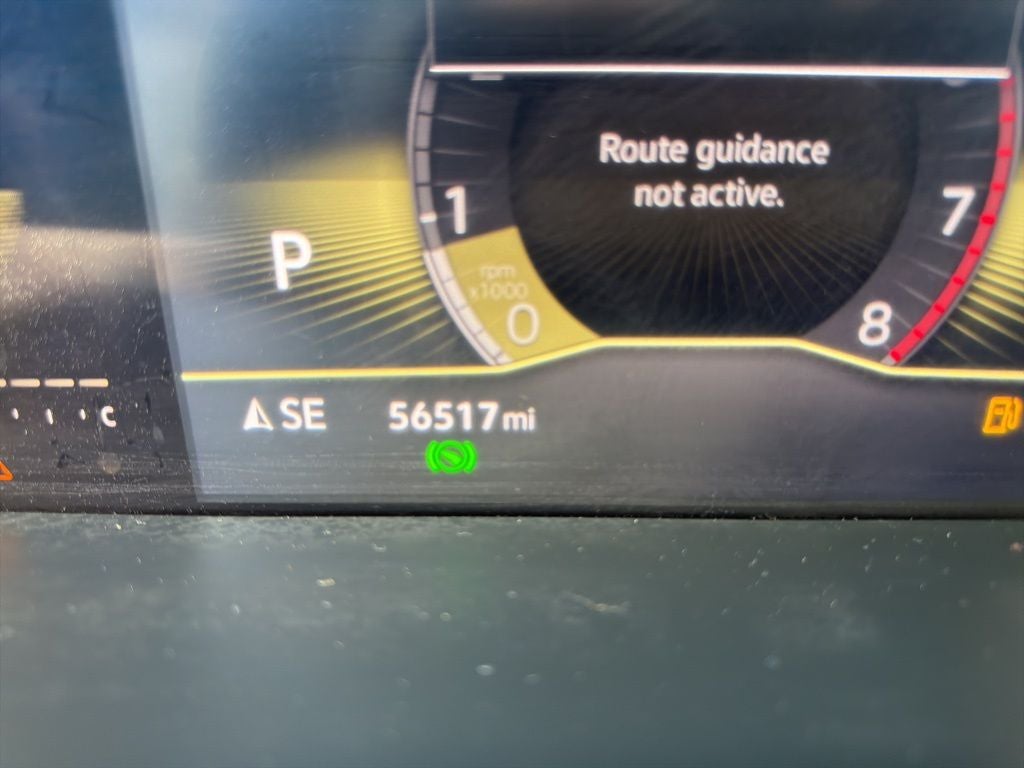 Route guidance
not active.
1
7
P
rpm
x1000
0
8
C
SE
56517 mi